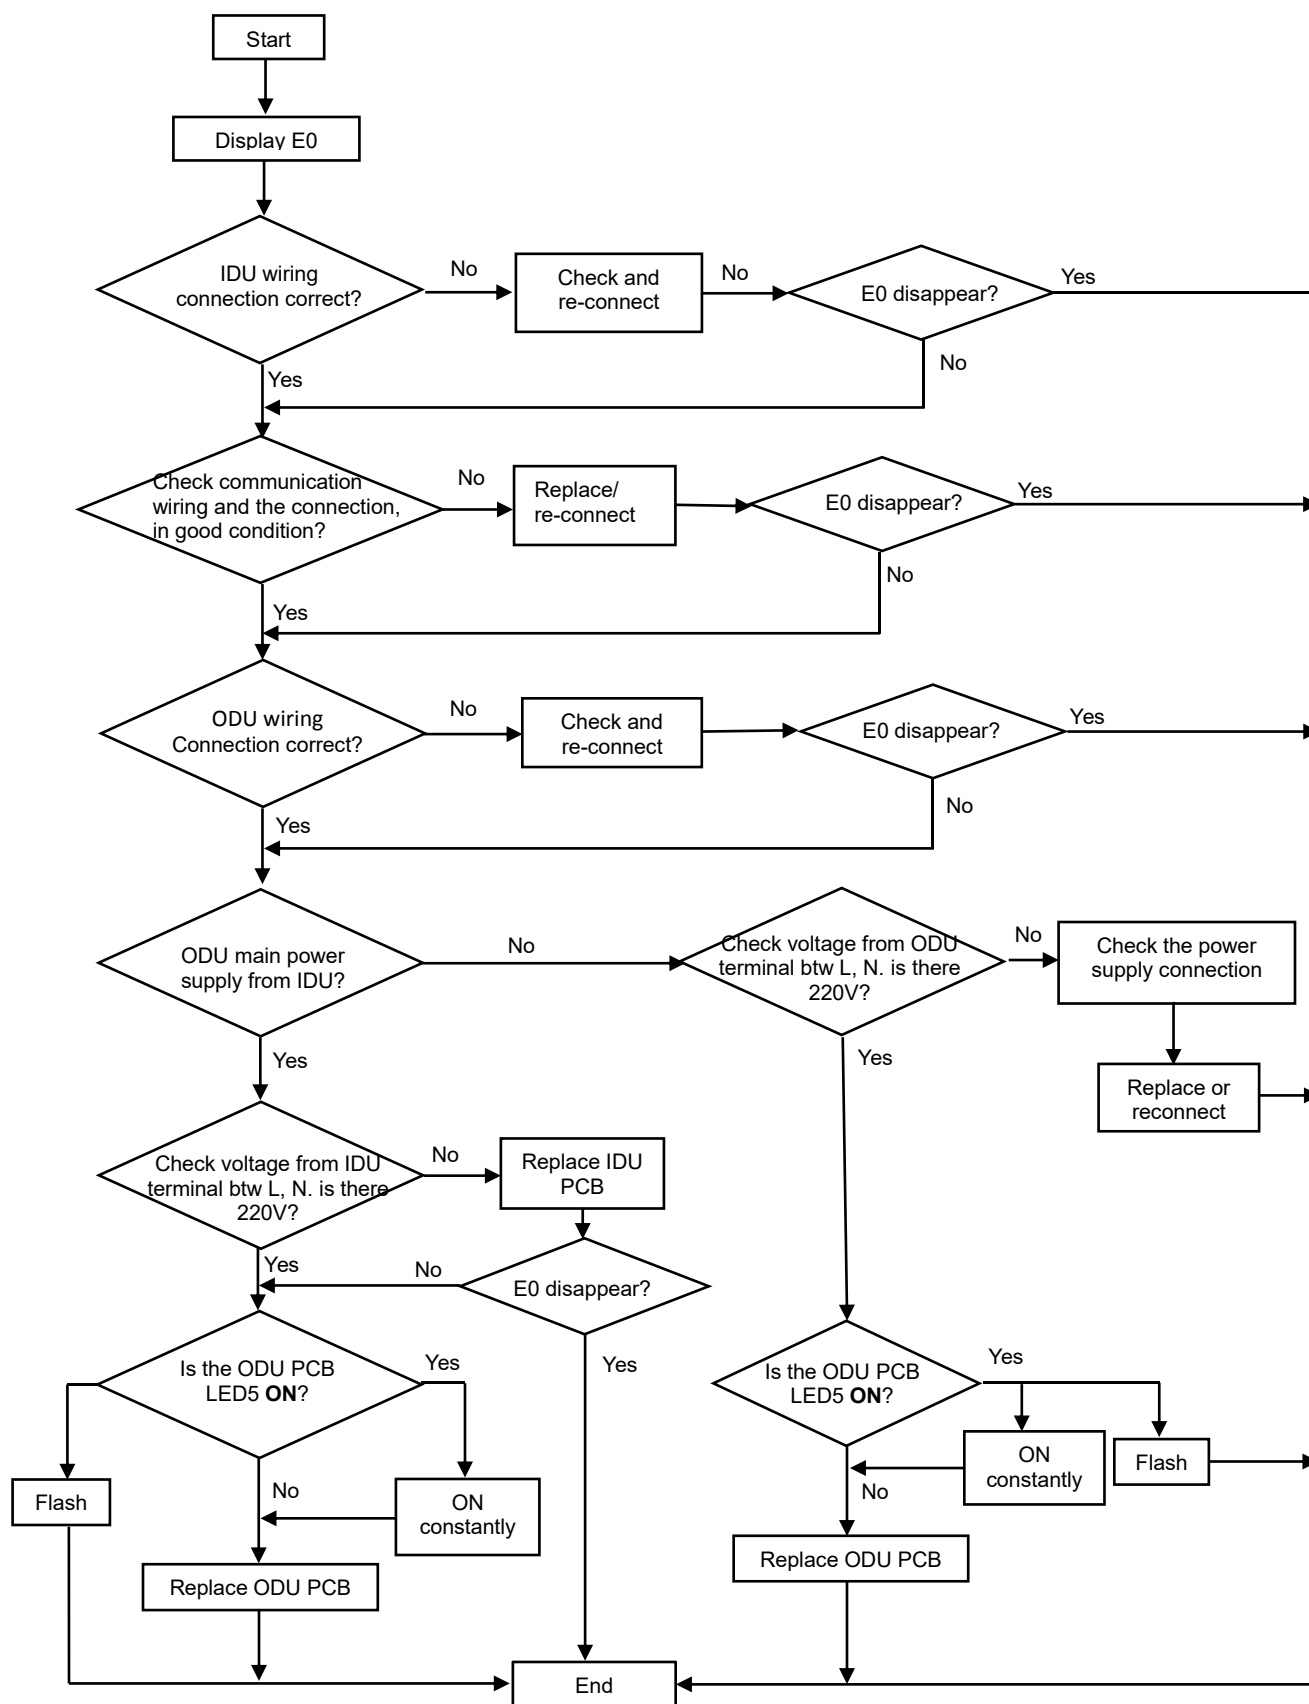 Start
Display E0
IDU wiring
connection correct?
No
Check and
re-connect
No
E0 disappear?
Yes
No
Yes
Check communication
wiring and the connection,
in good condition?
No
Replace/
re-connect
E0 disappear?
Yes
No
Yes
ODU wiring
Connection correct?
No
Check and
re-connect
E0 disappear?
Yes
No
Yes
ODU main power
supply from IDU?
No
Check voltage from ODU
terminal btw L, N. is there
220V?
No
Check the power
supply connection
Yes
Yes
Replace or
reconnect
Check voltage from IDU
terminal btw L, N. is there
220V?
No
Replace IDU
PCB
Yes
No
E0 disappear?
Yes
Is the ODU PCB
LED5 ON?
Yes
Is the ODU PCB
LED5 ON?
Yes
Flash
No
ON
constantly
No
ON
constantly
Flash
Replace ODU PCB
Replace ODU PCB
End